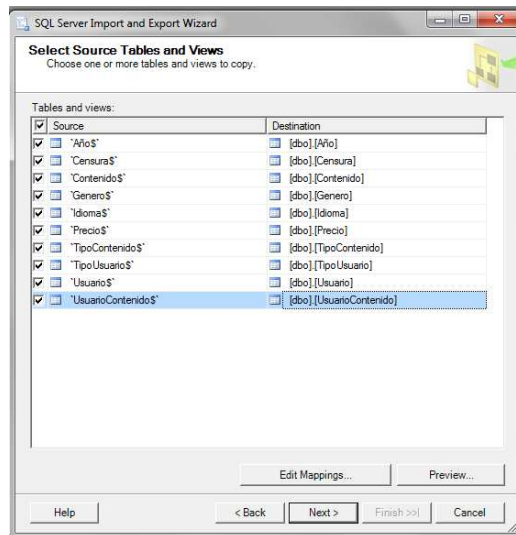 SQL Server Import and Export Wizard
Select Source Tables and Views
Choose one or more tables and views to copy.
Tables and views:
Source Destination
`Año$` [dbo].[Año]
`Censura$` [dbo].[Censura]
`Contenido$` [dbo].[Contenido]
`Genero$` [dbo].[Genero]
`Idioma$` [dbo].[Idioma]
`Precio$` [dbo].[Precio]
`TipoContenido$` [dbo].[TipoContenido]
`TipoUsuario$` [dbo].[TipoUsuario]
`Usuario$` [dbo].[Usuario]
`UsuarioContenido$` [dbo].[UsuarioContenido]
Edit Mappings... Preview...
Help < Back Next > Finish >>| Cancel